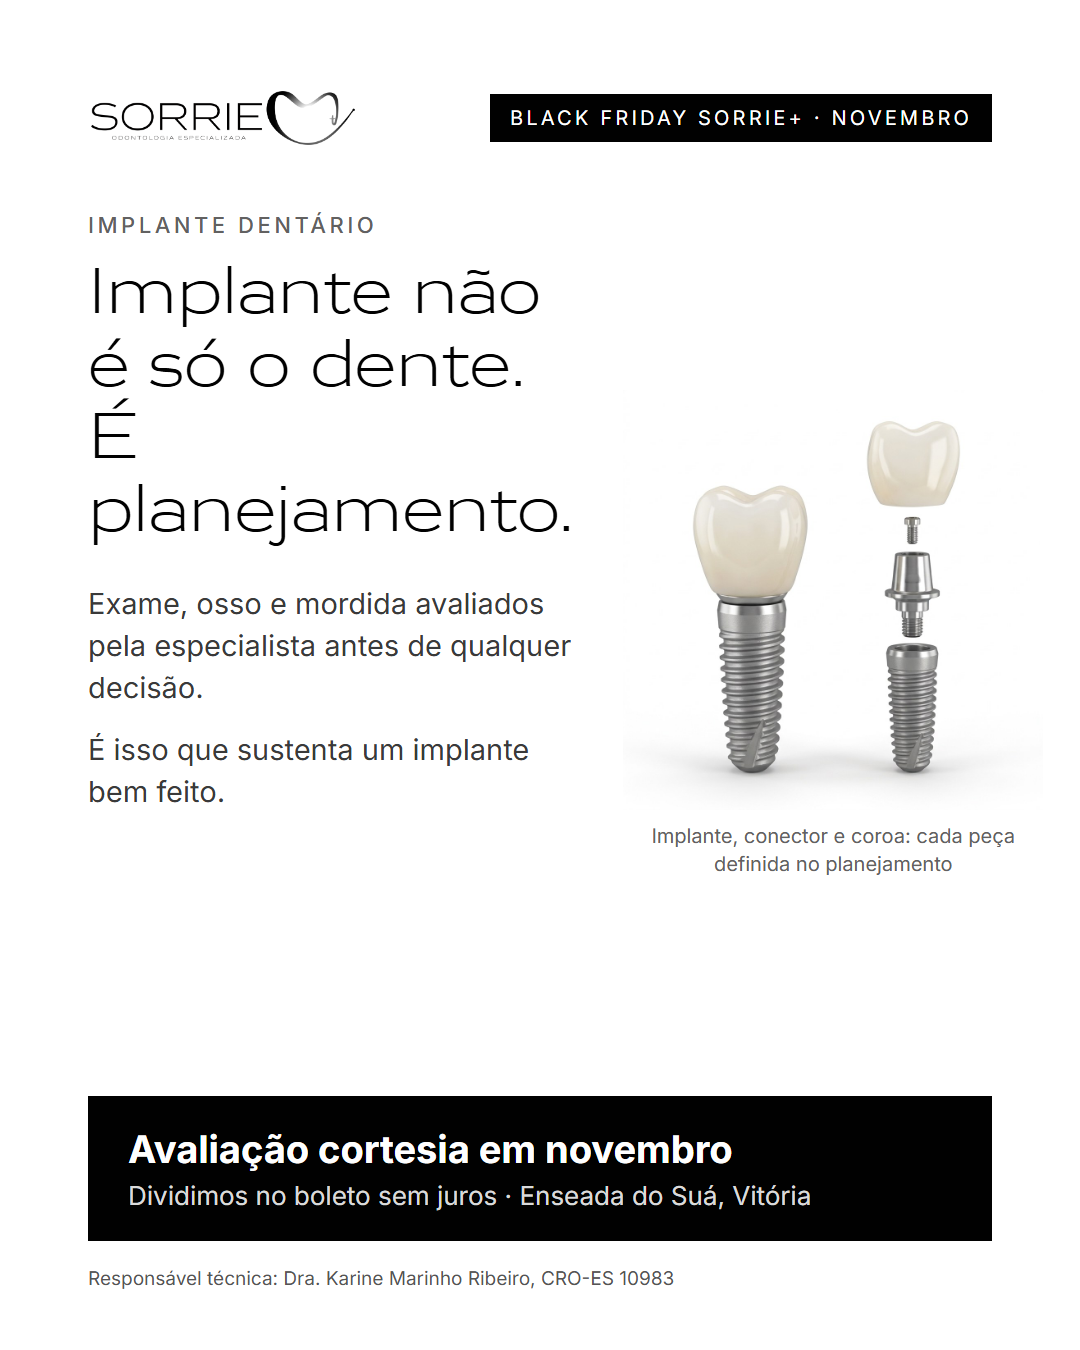 SORRIE
ODONTOLOGIA ESPECIALIZADA
BLACK FRIDAY SORRIE+ · NOVEMBRO
IMPLANTE DENTÁRIO
Implante não
é só o dente.
É
planejamento.
Exame, osso e mordida avaliados
pela especialista antes de qualquer
decisão.
É isso que sustenta um implante
bem feito.
Implante, conector e coroa: cada peça
definida no planejamento
Avaliação cortesia em novembro
Dividimos no boleto sem juros · Enseada do Suá, Vitória
Responsável técnica: Dra. Karine Marinho Ribeiro, CRO-ES 10983